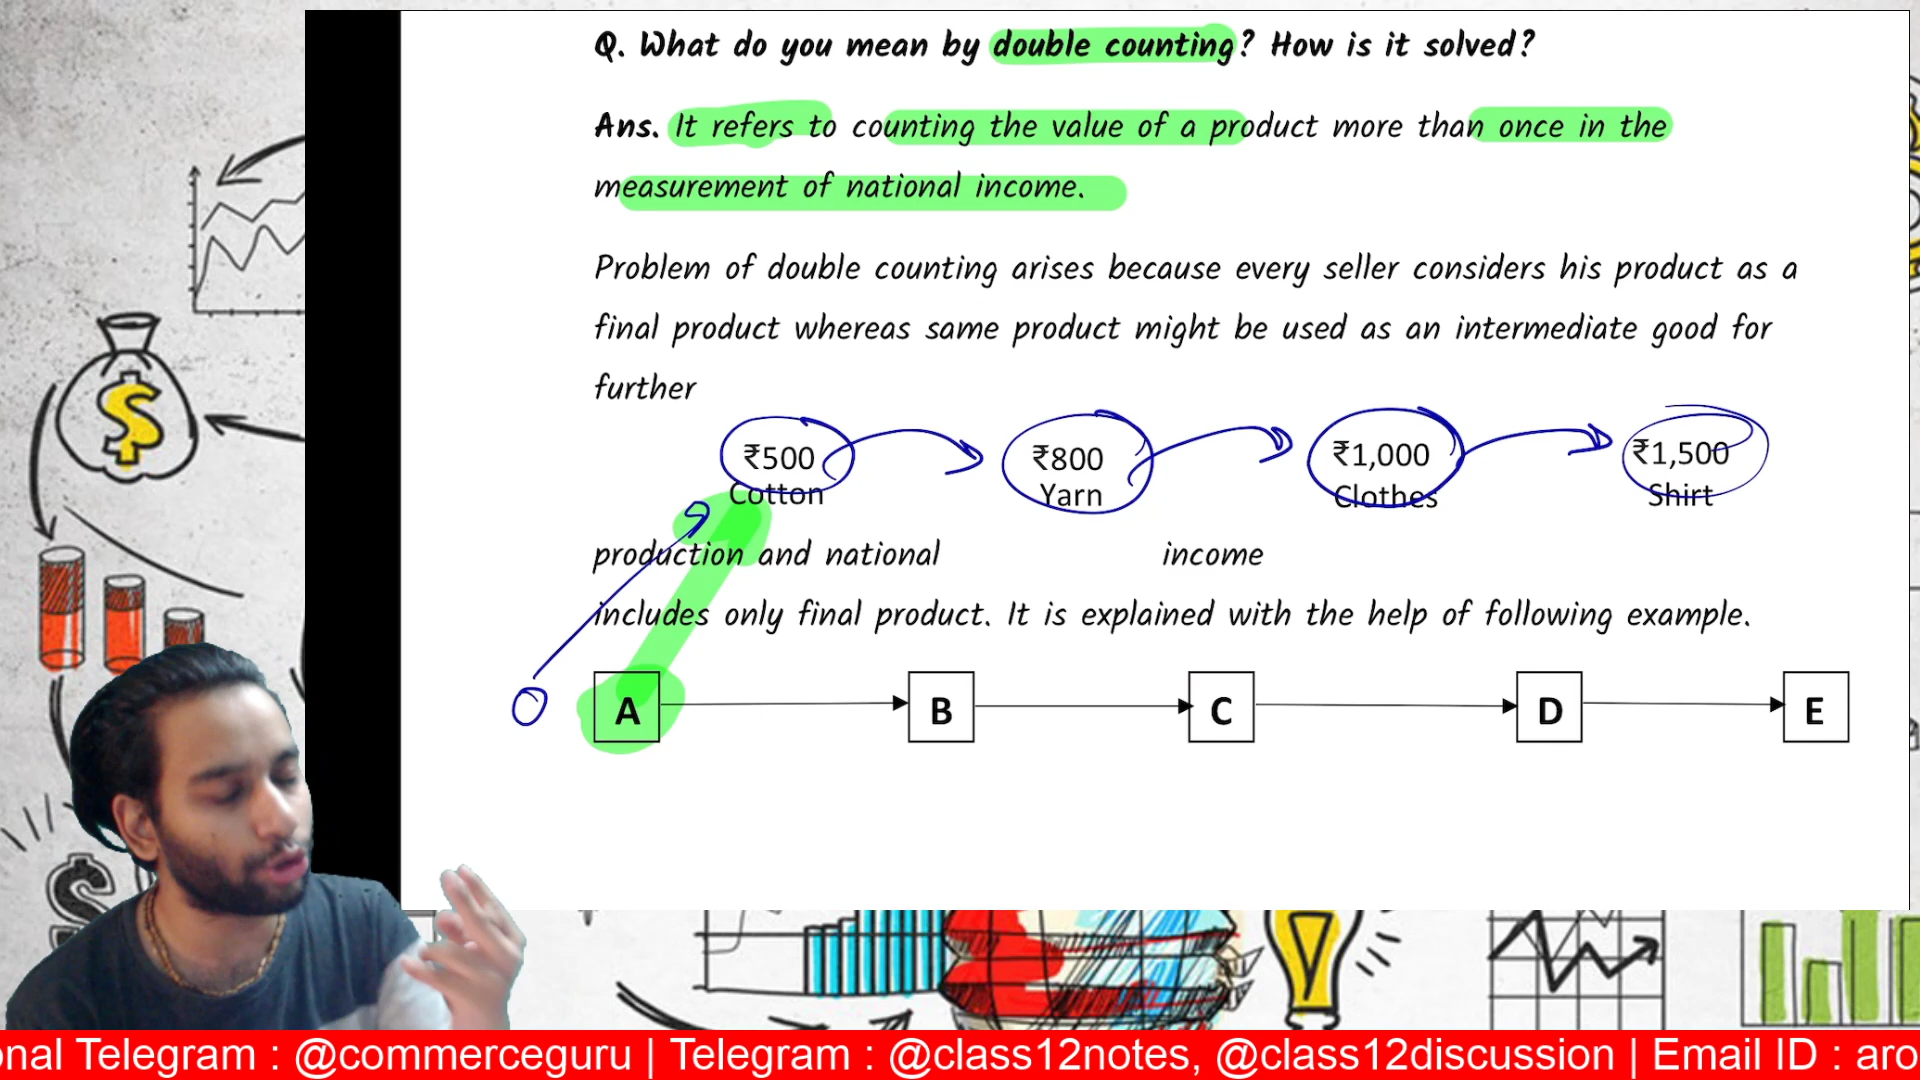 Q. What do you mean by double counting? How is it solved?
Ans. It refers to counting the value of a product more than once in the
measurement of national income.
Problem of double counting arises because every seller considers his product as a
final product whereas same product might be used as an intermediate good for
further
₹500 ₹800 ₹1,000 ₹1,500
Cotton Yarn Clothes Shirt
production and national income
includes only final product. It is explained with the help of following example.
A B C D E
onal Telegram : @commerceguru | Telegram : @class12notes, @class12discussion | Email ID : aro